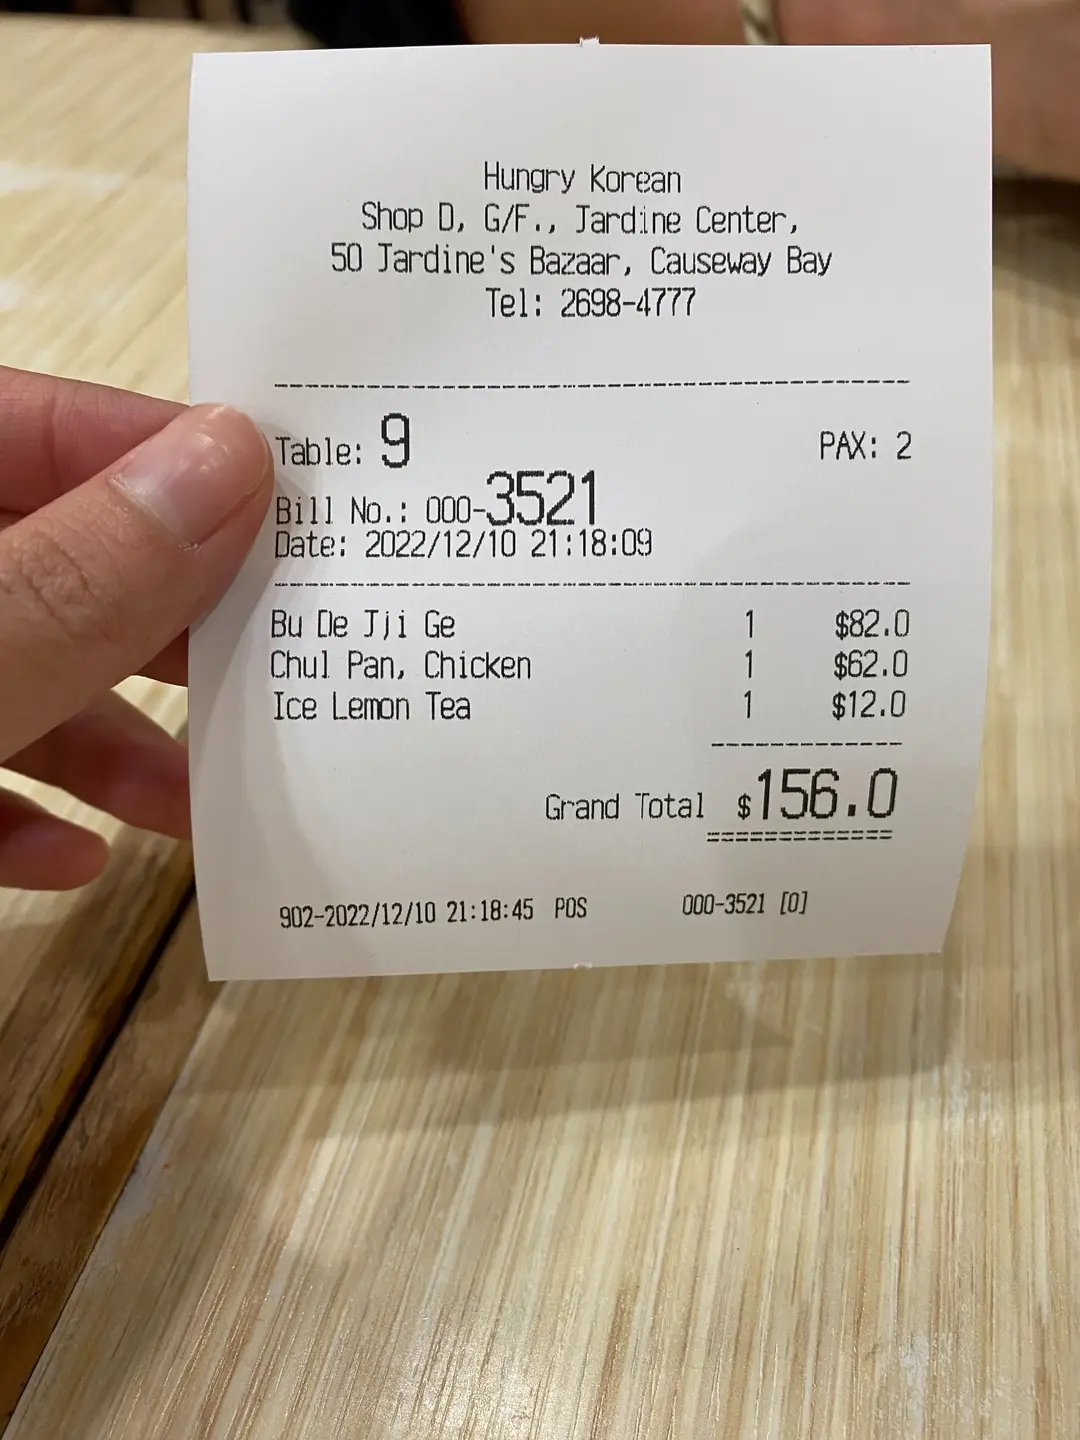 Hungry Korean
Shop D, G/F., Jardine Center,
50 Jardine's Bazaar, Causeway Bay
Tel: 2698-4777
Table: 9 PAX: 2
Bill No.: 000-3521
Date: 2022/12/10 21:18:09
Bu De Jji Ge 1 $82.0
Chul Pan, Chicken 1 $62.0
Ice Lemon Tea 1 $12.0
Grand Total $156.0
902-2022/12/10 21:18:45 POS 000-3521 [0]